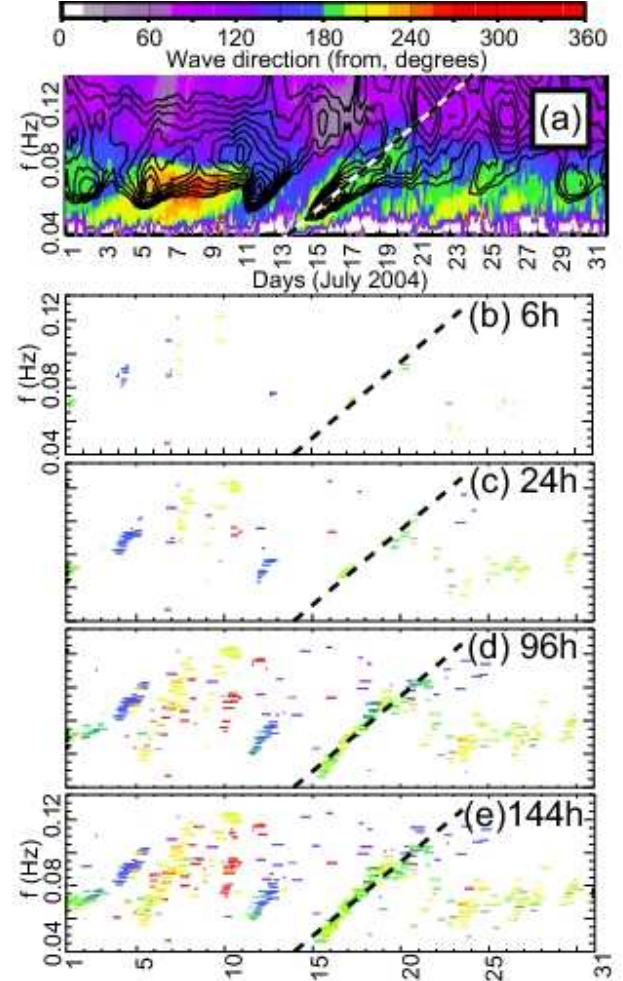 0 60 120 180 240 300 360
Wave direction (from, degrees)
f (Hz)
0.12
0.08
0.04
(a)
1 3 5 7 9 11 13 15 17 19 21 23 25 27 29 31
Days (July 2004)
f (Hz)
0.12
0.08
0.04
(b) 6h
(c) 24h
(d) 96h
f (Hz)
0.12
0.08
0.04
(e)144h
1 5 10 15 20 25 31